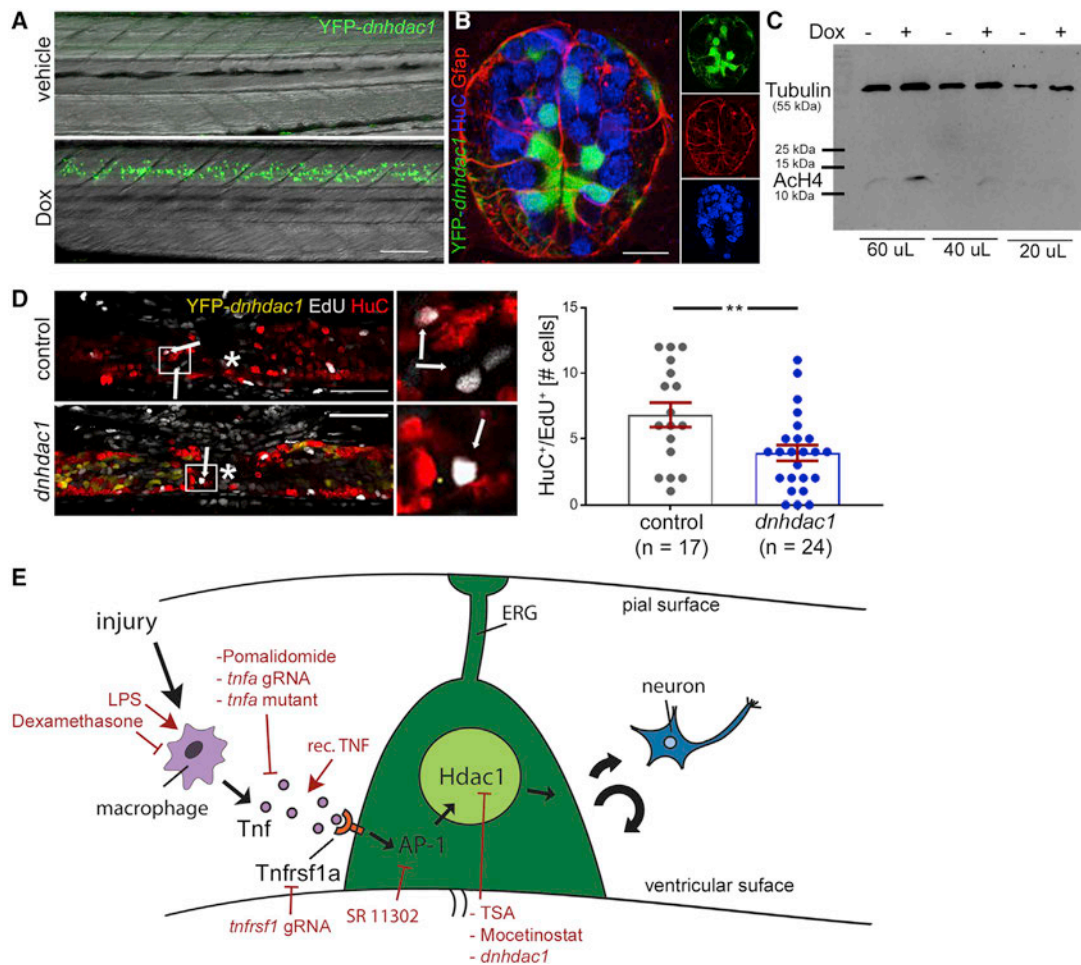 A
YFP-dnhdac1
vehicle
Dox
B
YFP-dnhdac1 HuC Gfap
C
Dox - + - + - +
Tubulin
(55 kDa)
25 kDa
15 kDa
AcH4
10 kDa
60 uL 40 uL 20 uL
D
YFP-dnhdac1 EdU HuC
control
*
dnhdac1
*
HuC+/EdU+ [# cells]
15
10
5
0
**
control
(n = 17)
dnhdac1
(n = 24)
E
injury
LPS
Dexamethasone
macrophage
-Pomalidomide
- tnfa gRNA
- tnfa mutant
rec. TNF
Tnf
Tnfrsf1a
tnfrsf1 gRNA
AP-1
SR 11302
Hdac1
- TSA
- Mocetinostat
- dnhdac1
ERG
pial surface
neuron
ventricular suface